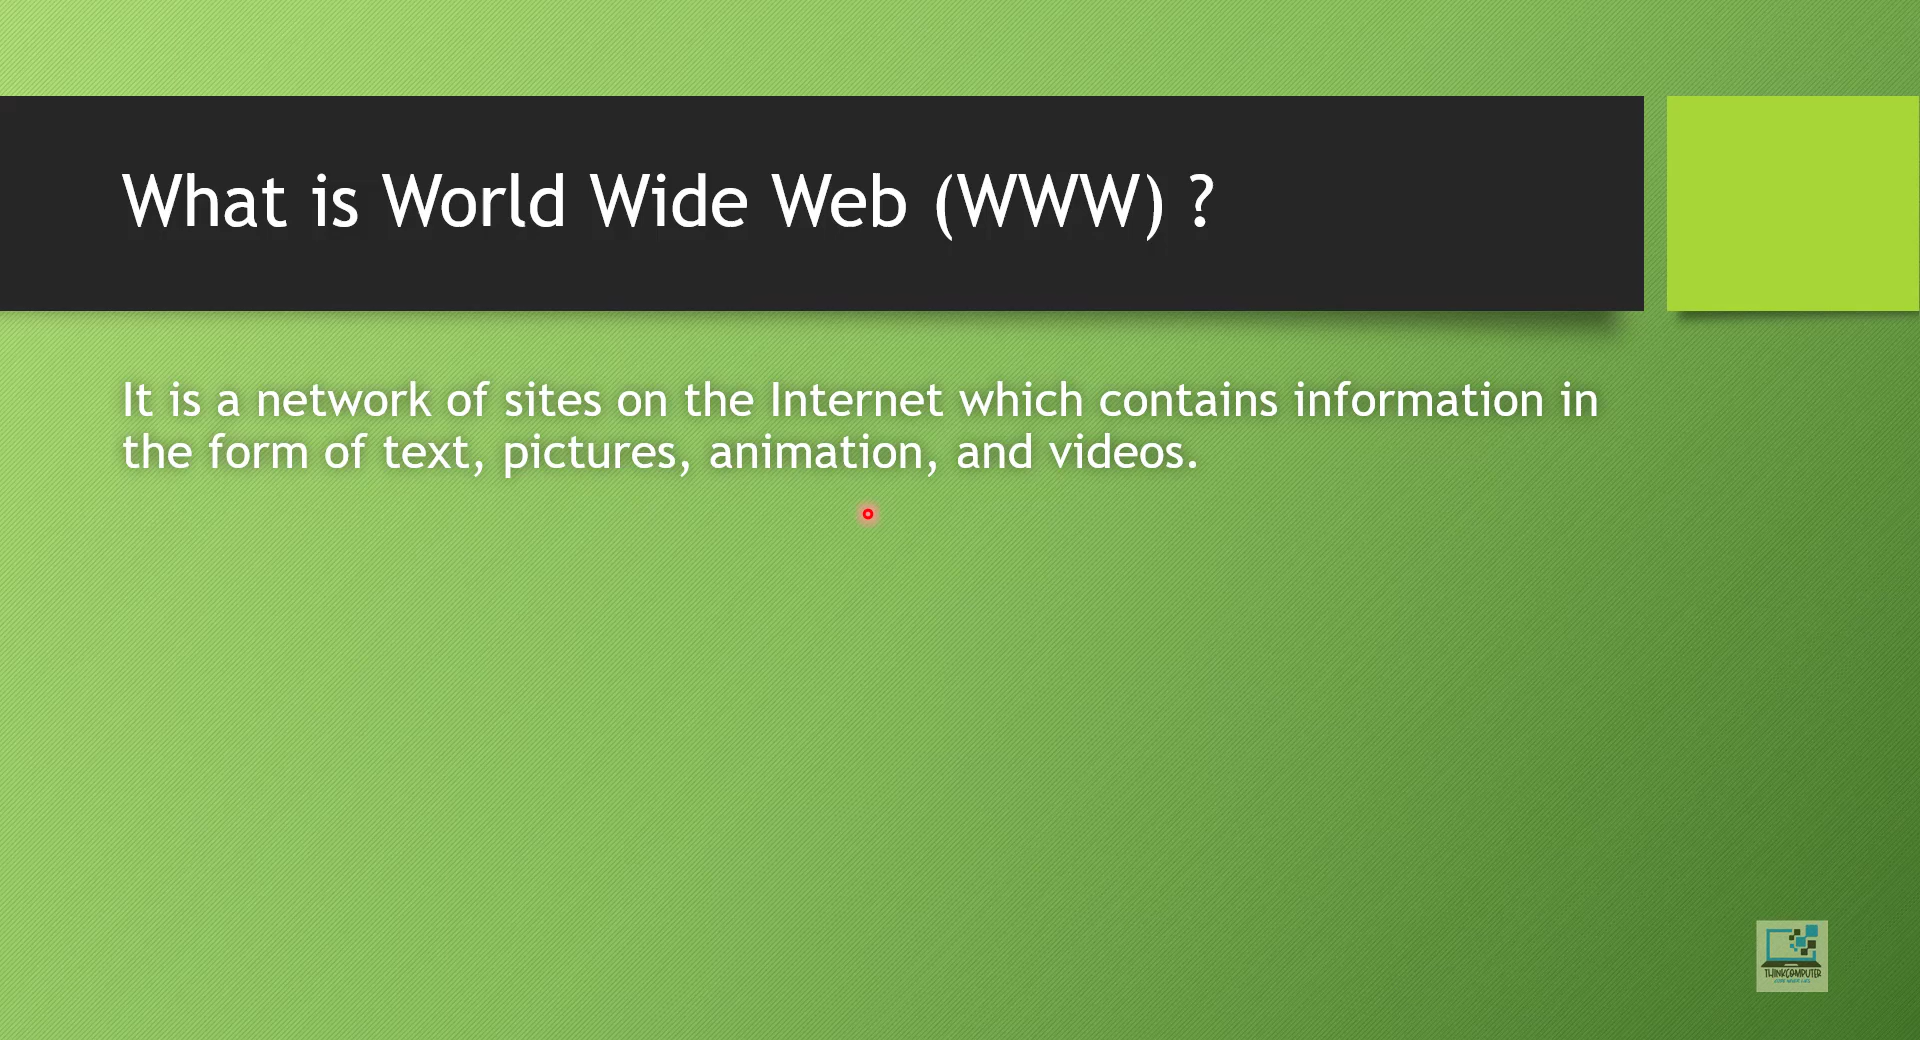 What is World Wide Web (WWW) ?
It is a network of sites on the Internet which contains information in
the form of text, pictures, animation, and videos.
THINKCOMPUTER